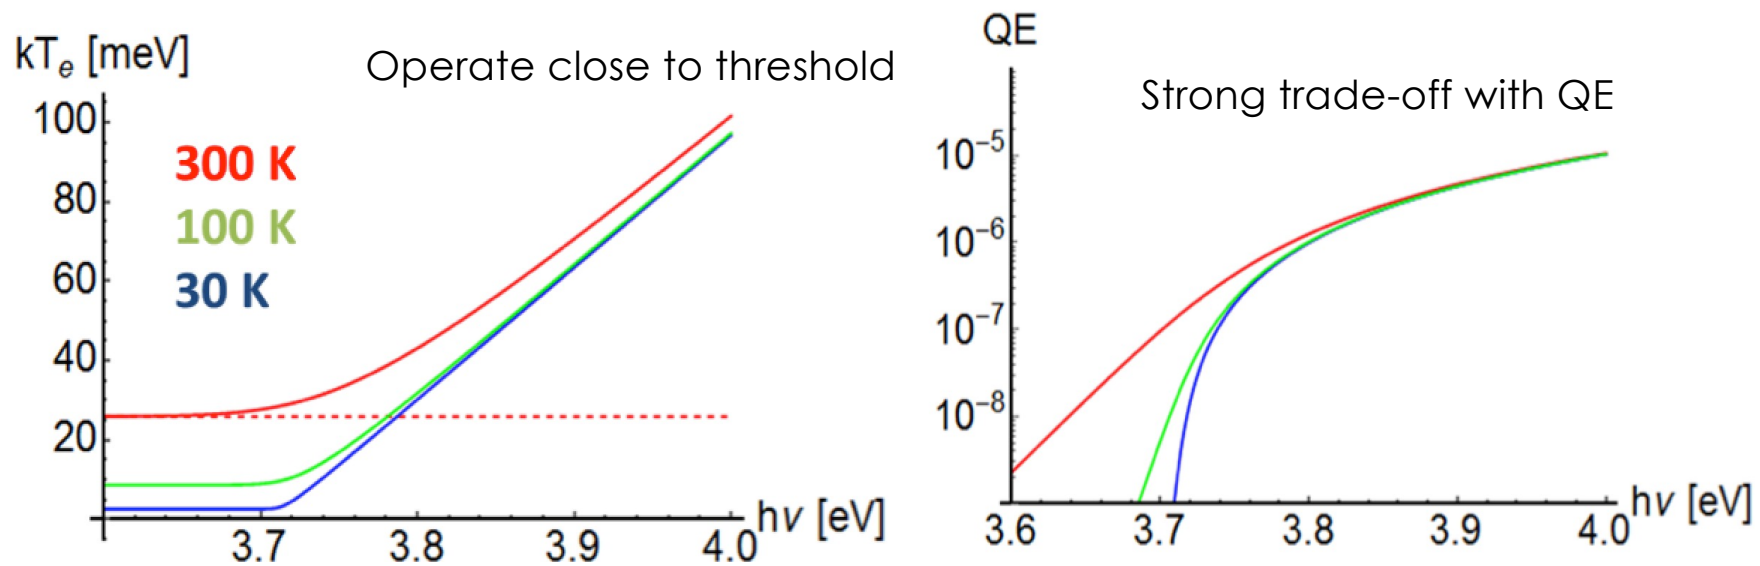 kTₑ [meV]
Operate close to threshold
100
80
60
40
20
300 K
100 K
30 K
3.7 3.8 3.9 4.0
hν [eV]
QE
Strong trade-off with QE
10⁻⁵
10⁻⁶
10⁻⁷
10⁻⁸
3.6 3.7 3.8 3.9 4.0
hν [eV]